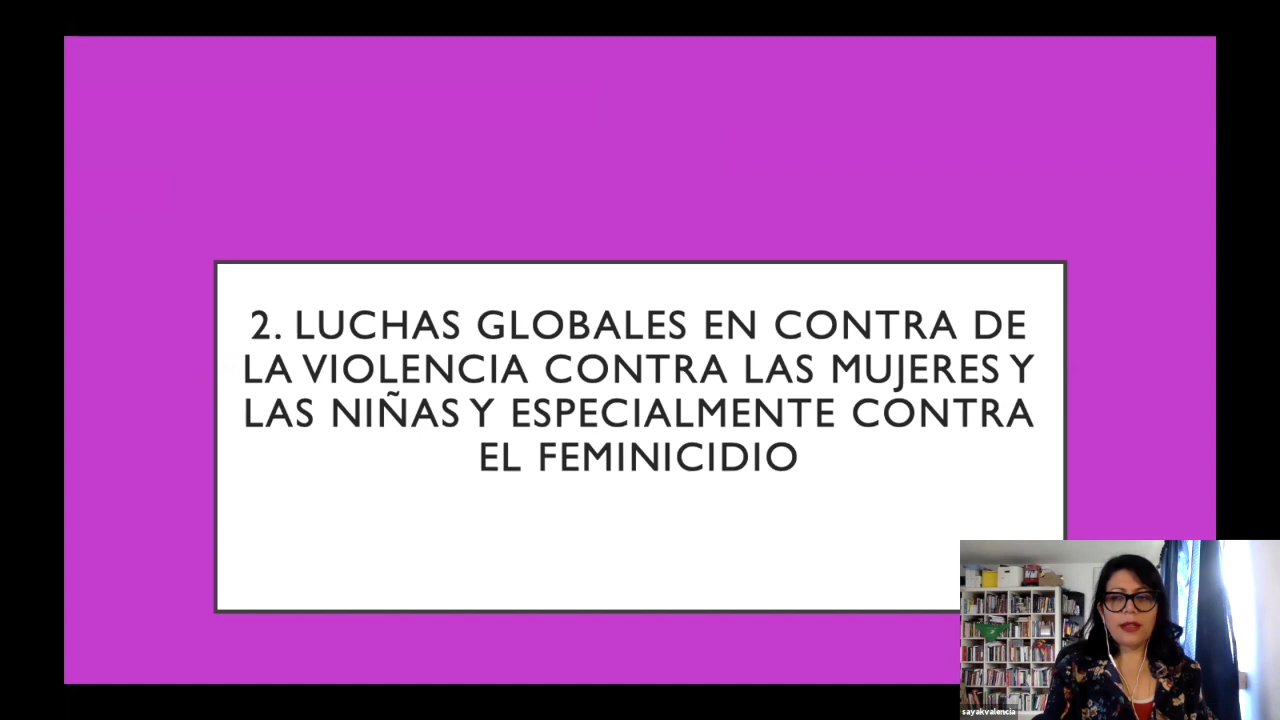 2. LUCHAS GLOBALES EN CONTRA DE
LA VIOLENCIA CONTRA LAS MUJERES Y
LAS NIÑAS Y ESPECIALMENTE CONTRA
EL FEMINICIDIO
sayakvalencia